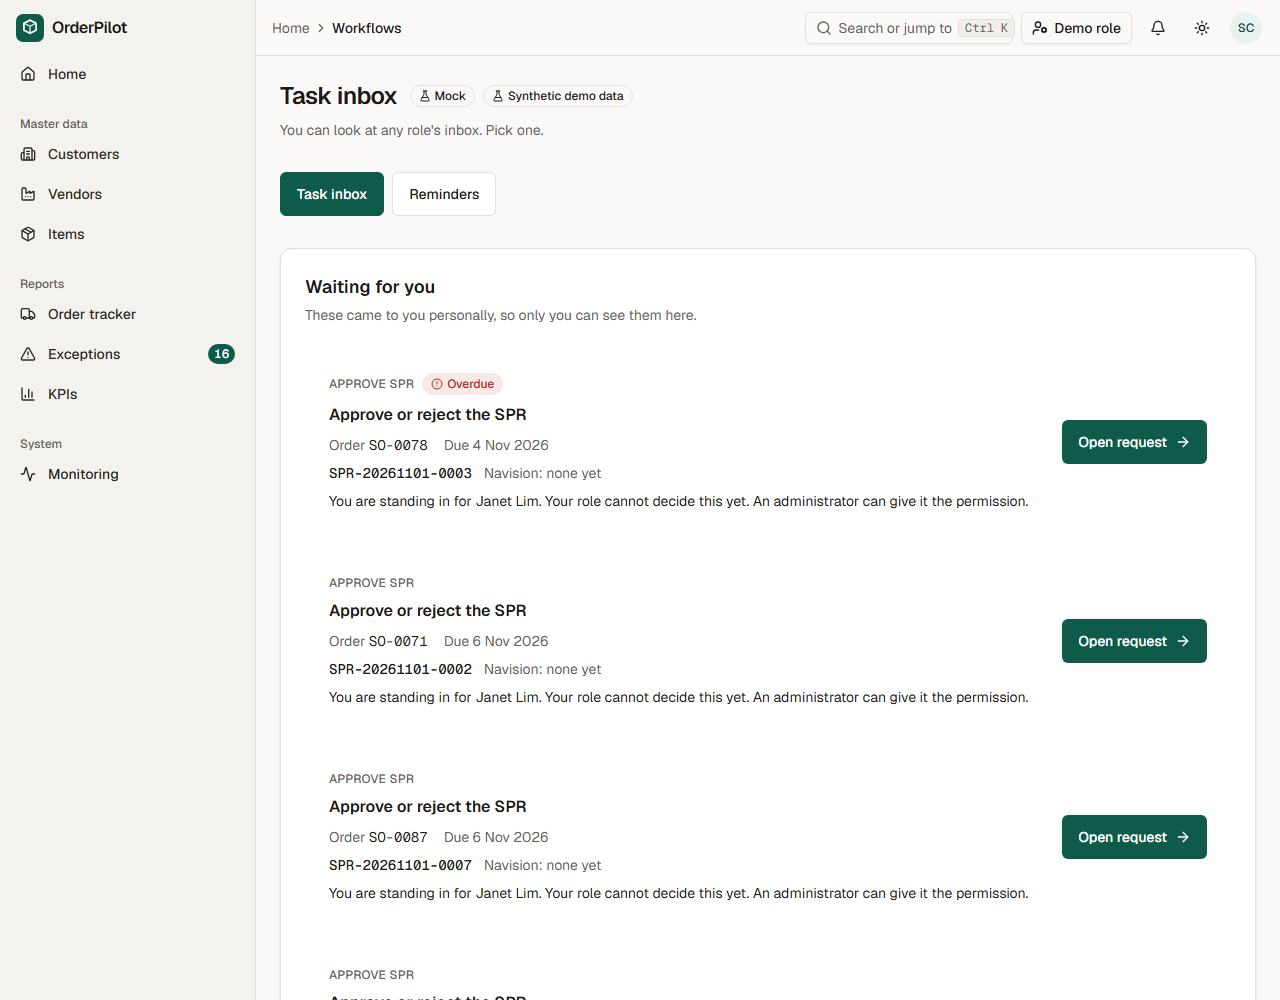 OrderPilot
Home
Master data
Customers
Vendors
Items
Reports
Order tracker
Exceptions 16
KPIs
System
Monitoring
Home > Workflows
Search or jump to Ctrl K
Demo role
SC
Task inbox Mock Synthetic demo data
You can look at any role's inbox. Pick one.
Task inbox Reminders
Waiting for you
These came to you personally, so only you can see them here.
APPROVE SPR Overdue
Approve or reject the SPR
Order SO-0078 Due 4 Nov 2026
SPR-20261101-0003 Navision: none yet
You are standing in for Janet Lim. Your role cannot decide this yet. An administrator can give it the permission.
Open request →
APPROVE SPR
Approve or reject the SPR
Order SO-0071 Due 6 Nov 2026
SPR-20261101-0002 Navision: none yet
You are standing in for Janet Lim. Your role cannot decide this yet. An administrator can give it the permission.
Open request →
APPROVE SPR
Approve or reject the SPR
Order SO-0087 Due 6 Nov 2026
SPR-20261101-0007 Navision: none yet
You are standing in for Janet Lim. Your role cannot decide this yet. An administrator can give it the permission.
Open request →
APPROVE SPR
Approve or reject the SPR